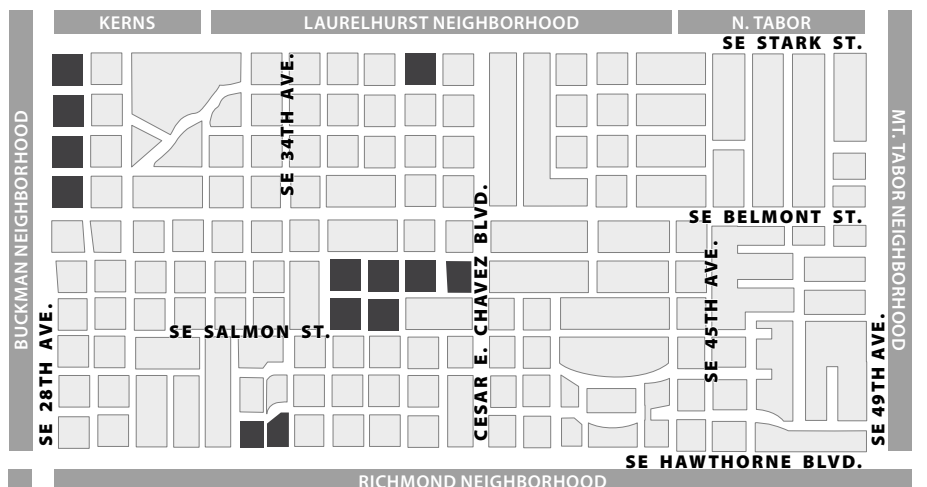 KERNS
LAURELHURST NEIGHBORHOOD
N. TABOR
SE STARK ST.
BUCKMAN NEIGHBORHOOD
SE 34TH AVE.
MT. TABOR NEIGHBORHOOD
SE BELMONT ST.
CESAR E. CHAVEZ BLVD.
SE 45TH AVE.
SE 28TH AVE.
SE SALMON ST.
SE 49TH AVE.
SE HAWTHORNE BLVD.
RICHMOND NEIGHBORHOOD